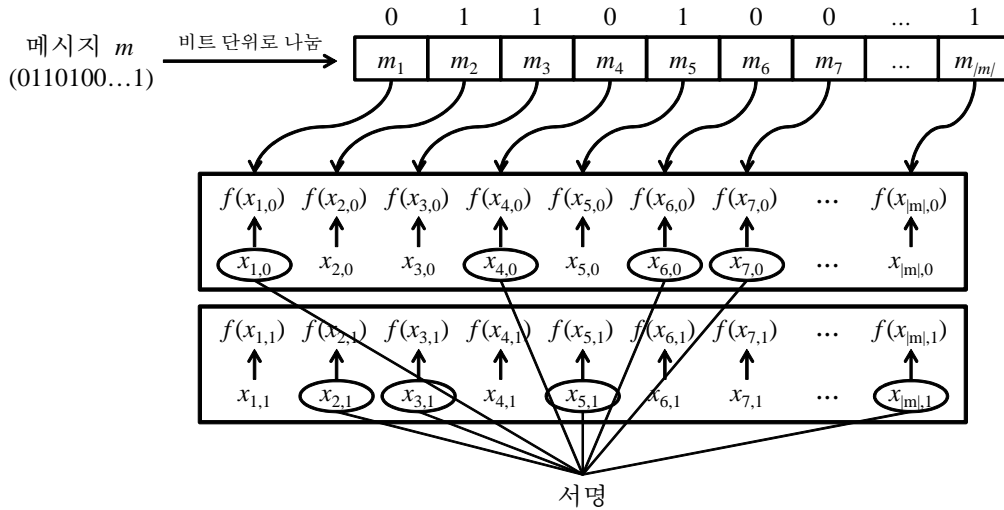 0 1 1 0 1 0 0 ... 1
메시지 m
(0110100…1)
비트 단위로 나눔
m1 m2 m3 m4 m5 m6 m7 ... m|m|
f(x1,0) f(x2,0) f(x3,0) f(x4,0) f(x5,0) f(x6,0) f(x7,0) ... f(x|m|,0)
x1,0 x2,0 x3,0 x4,0 x5,0 x6,0 x7,0 ... x|m|,0
f(x1,1) f(x2,1) f(x3,1) f(x4,1) f(x5,1) f(x6,1) f(x7,1) ... f(x|m|,1)
x1,1 x2,1 x3,1 x4,1 x5,1 x6,1 x7,1 ... x|m|,1
서명